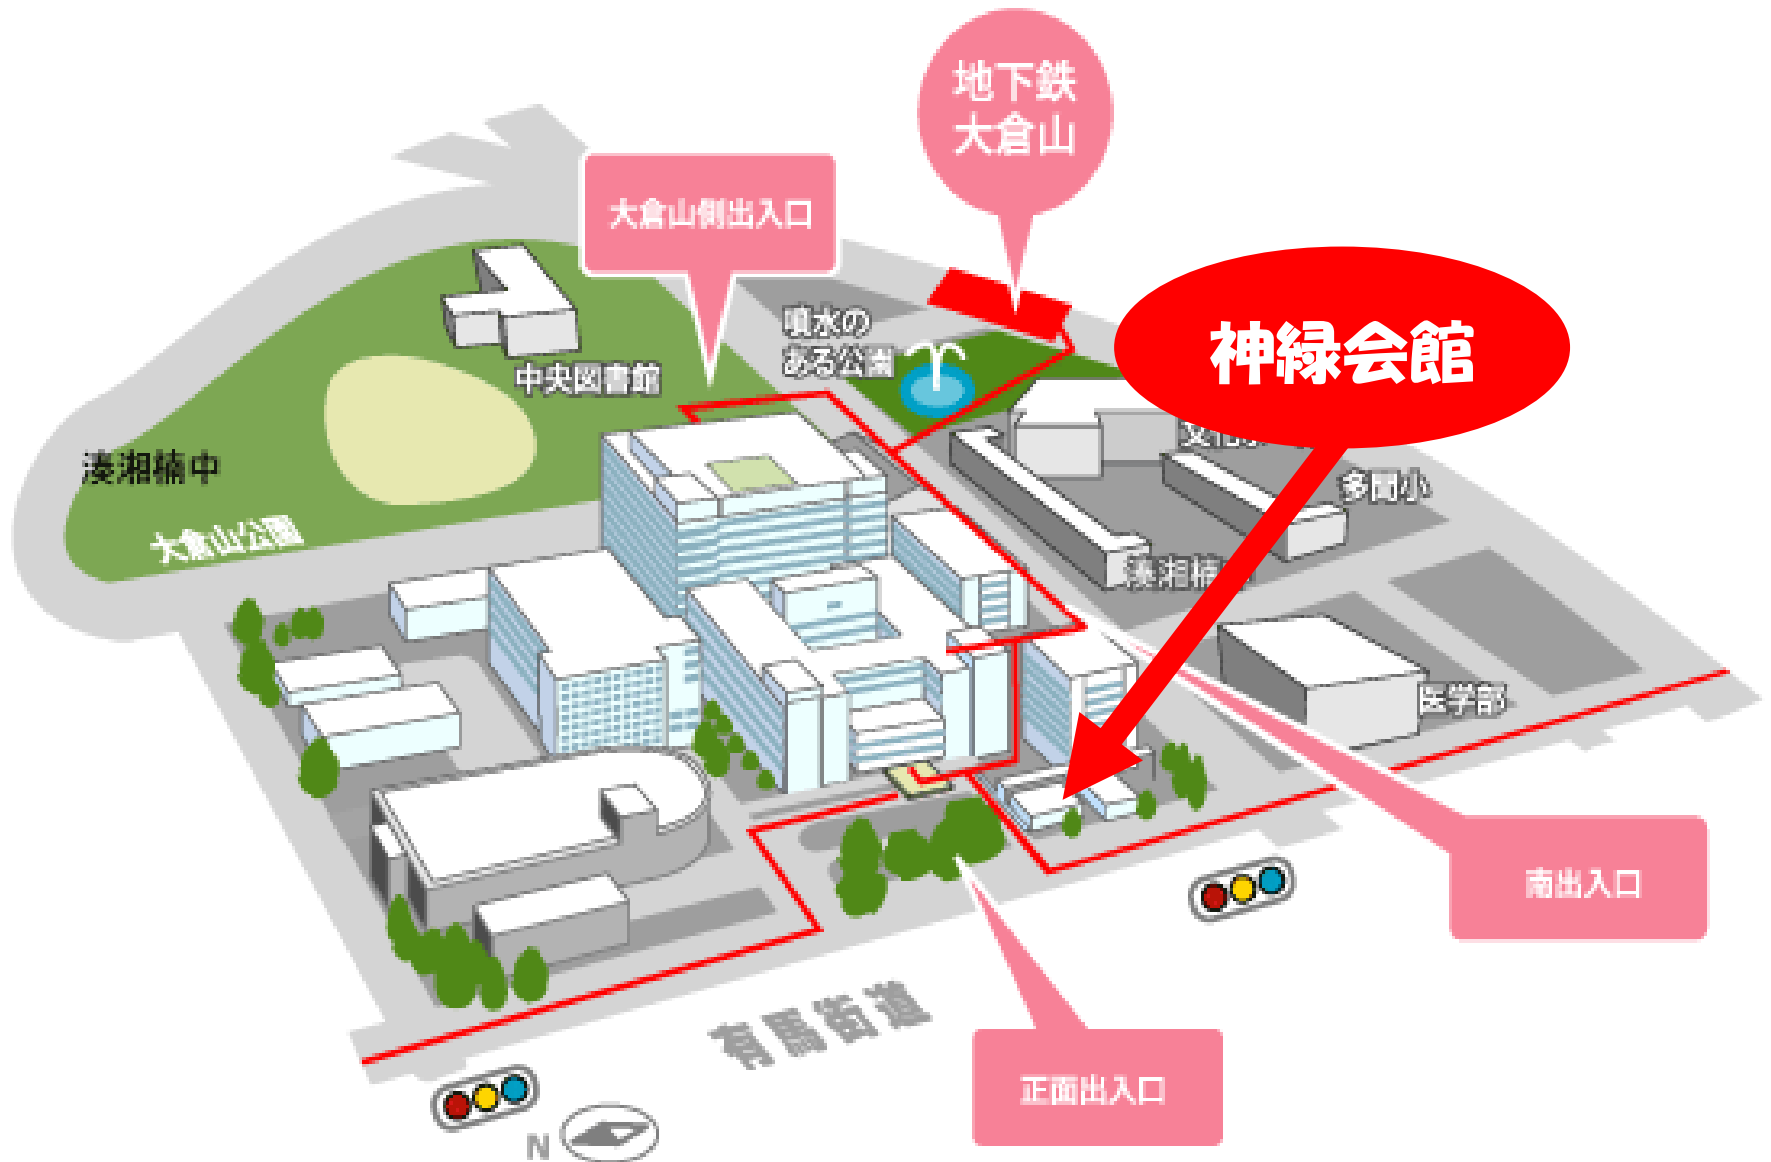 地下鉄
大倉山
大倉山側出入口
神緑会館
噴水の
ある公園
中央図書館
湊湘楠中
多聞小
大倉山公園
医学部
南出入口
有馬街道
正面出入口
N